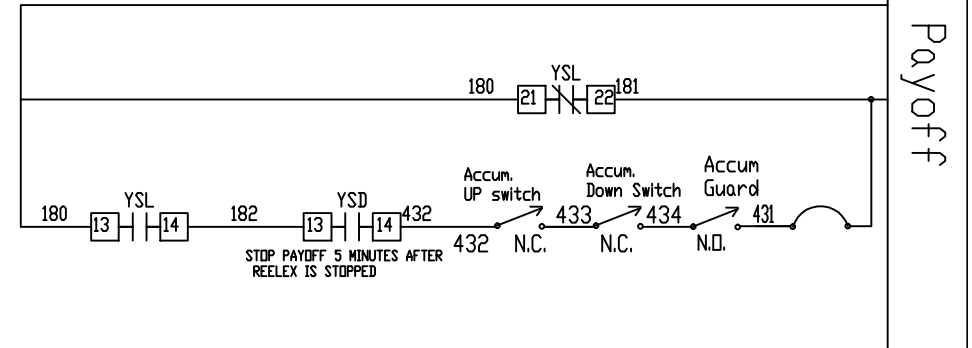 Payoff
YSL
180 21 22 181
Accum.
UP switch
Accum.
Down Switch
Accum
Guard
YSL
YSD
180 13 14 182 13 14 432 433 434 431
432 N.C. N.C. N.O.
STOP PAYOFF 5 MINUTES AFTER
REELEX IS STOPPED